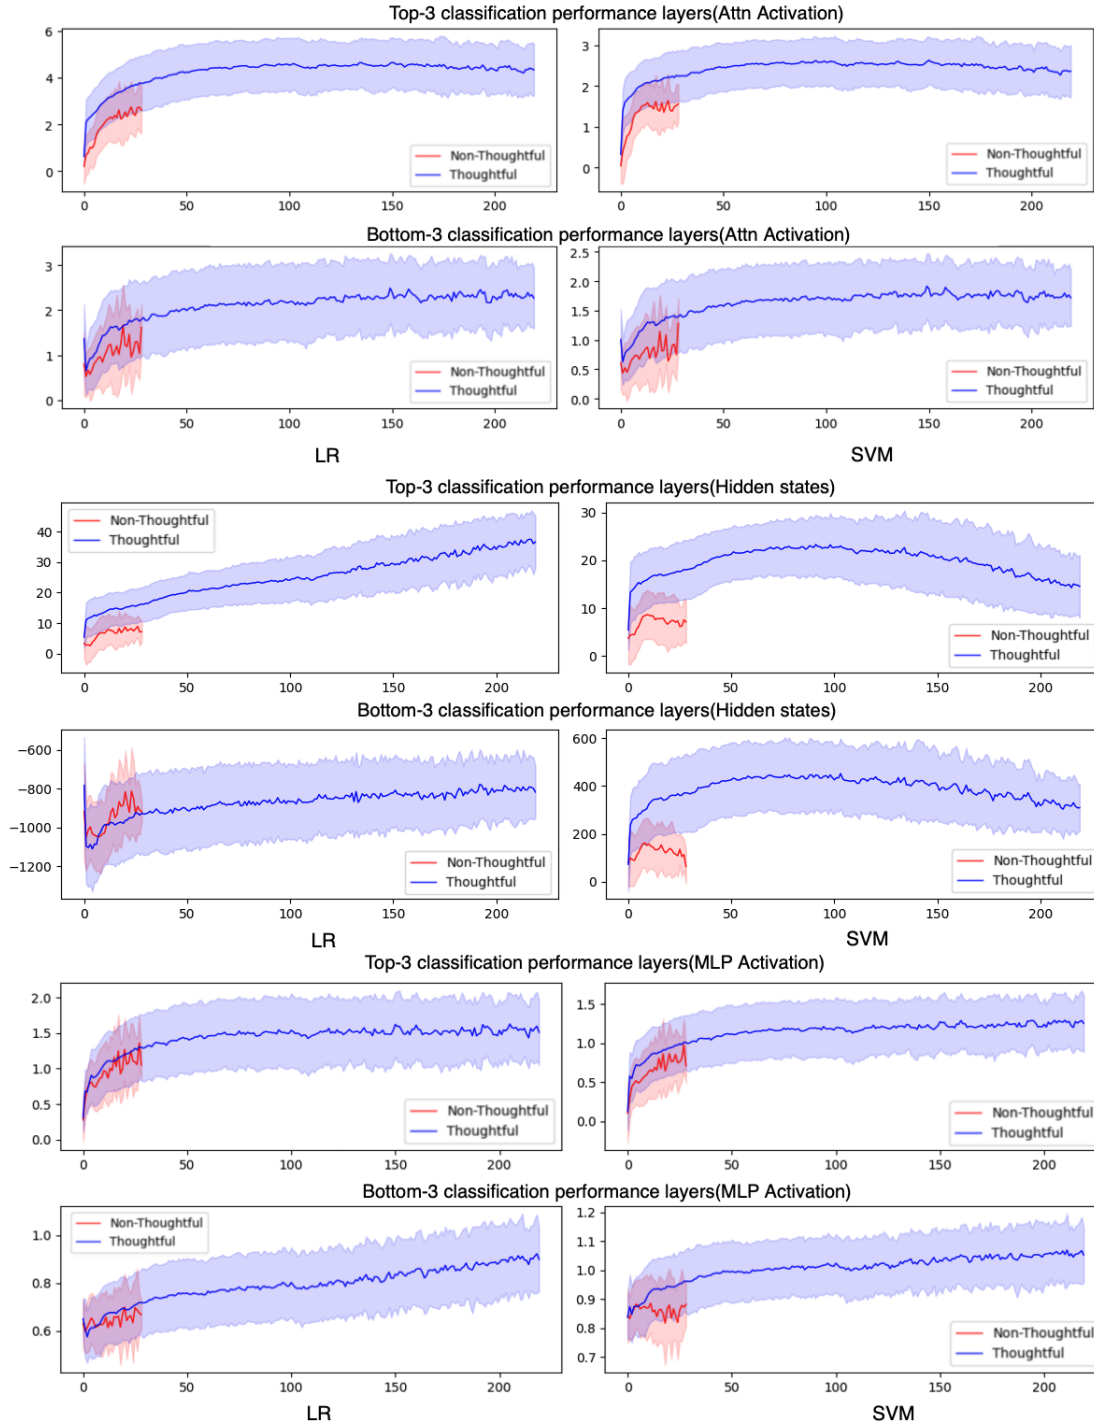 Top-3 classification performance layers(Attn Activation)
6
4
2
0
0 50 100 150 200
Non-Thoughtful
Thoughtful
3
2
1
0
0 50 100 150 200
Non-Thoughtful
Thoughtful
Bottom-3 classification performance layers(Attn Activation)
3
2
1
0
0 50 100 150 200
Non-Thoughtful
Thoughtful
2.5
2.0
1.5
1.0
0.5
0.0
0 50 100 150 200
Non-Thoughtful
Thoughtful
LR
SVM
Top-3 classification performance layers(Hidden states)
40
30
20
10
0
0 50 100 150 200
Non-Thoughtful
Thoughtful
30
20
10
0
0 50 100 150 200
Non-Thoughtful
Thoughtful
Bottom-3 classification performance layers(Hidden states)
−600
−800
−1000
−1200
0 50 100 150 200
Non-Thoughtful
Thoughtful
600
400
200
0
0 50 100 150 200
Non-Thoughtful
Thoughtful
LR
SVM
Top-3 classification performance layers(MLP Activation)
2.0
1.5
1.0
0.5
0.0
0 50 100 150 200
Non-Thoughtful
Thoughtful
1.5
1.0
0.5
0.0
0 50 100 150 200
Non-Thoughtful
Thoughtful
Bottom-3 classification performance layers(MLP Activation)
1.0
0.8
0.6
0 50 100 150 200
Non-Thoughtful
Thoughtful
1.2
1.1
1.0
0.9
0.8
0.7
0 50 100 150 200
Non-Thoughtful
Thoughtful
LR
SVM